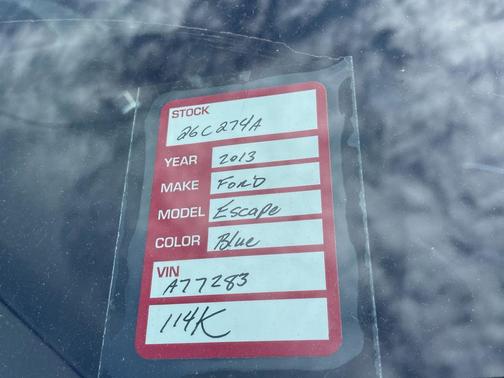 STOCK
26C274A
YEAR 2013
MAKE FORD
MODEL Escape
COLOR Blue
VIN
A77283
114K